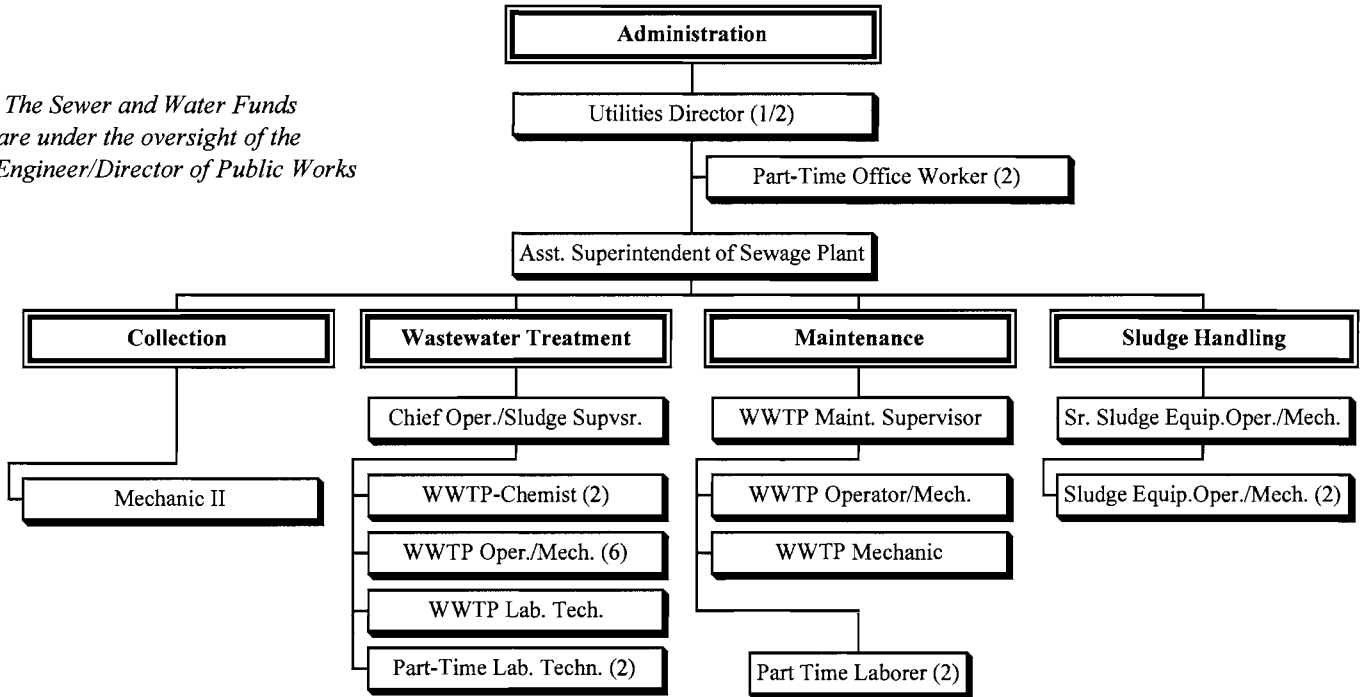 Administration
The Sewer and Water Funds
are under the oversight of the
Engineer/Director of Public Works
Utilities Director (1/2)
Part-Time Office Worker (2)
Asst. Superintendent of Sewage Plant
Collection
Wastewater Treatment
Maintenance
Sludge Handling
Chief Oper./Sludge Supvsr.
WWTP Maint. Supervisor
Sr. Sludge Equip.Oper./Mech.
Mechanic II
WWTP-Chemist (2)
WWTP Operator/Mech.
Sludge Equip.Oper./Mech. (2)
WWTP Oper./Mech. (6)
WWTP Mechanic
WWTP Lab. Tech.
Part-Time Lab. Techn. (2)
Part Time Laborer (2)